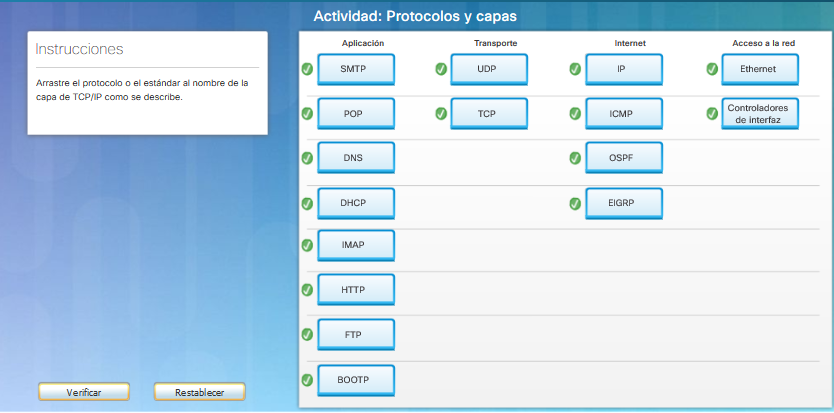 Actividad: Protocolos y capas
Instrucciones
Arrastre el protocolo o el estándar al nombre de la
capa de TCP/IP como se describe.
Aplicación Transporte Internet Acceso a la red
SMTP UDP IP Ethernet
POP TCP ICMP Controladores
de interfaz
DNS OSPF
DHCP EIGRP
IMAP
HTTP
FTP
BOOTP
Verificar Restablecer